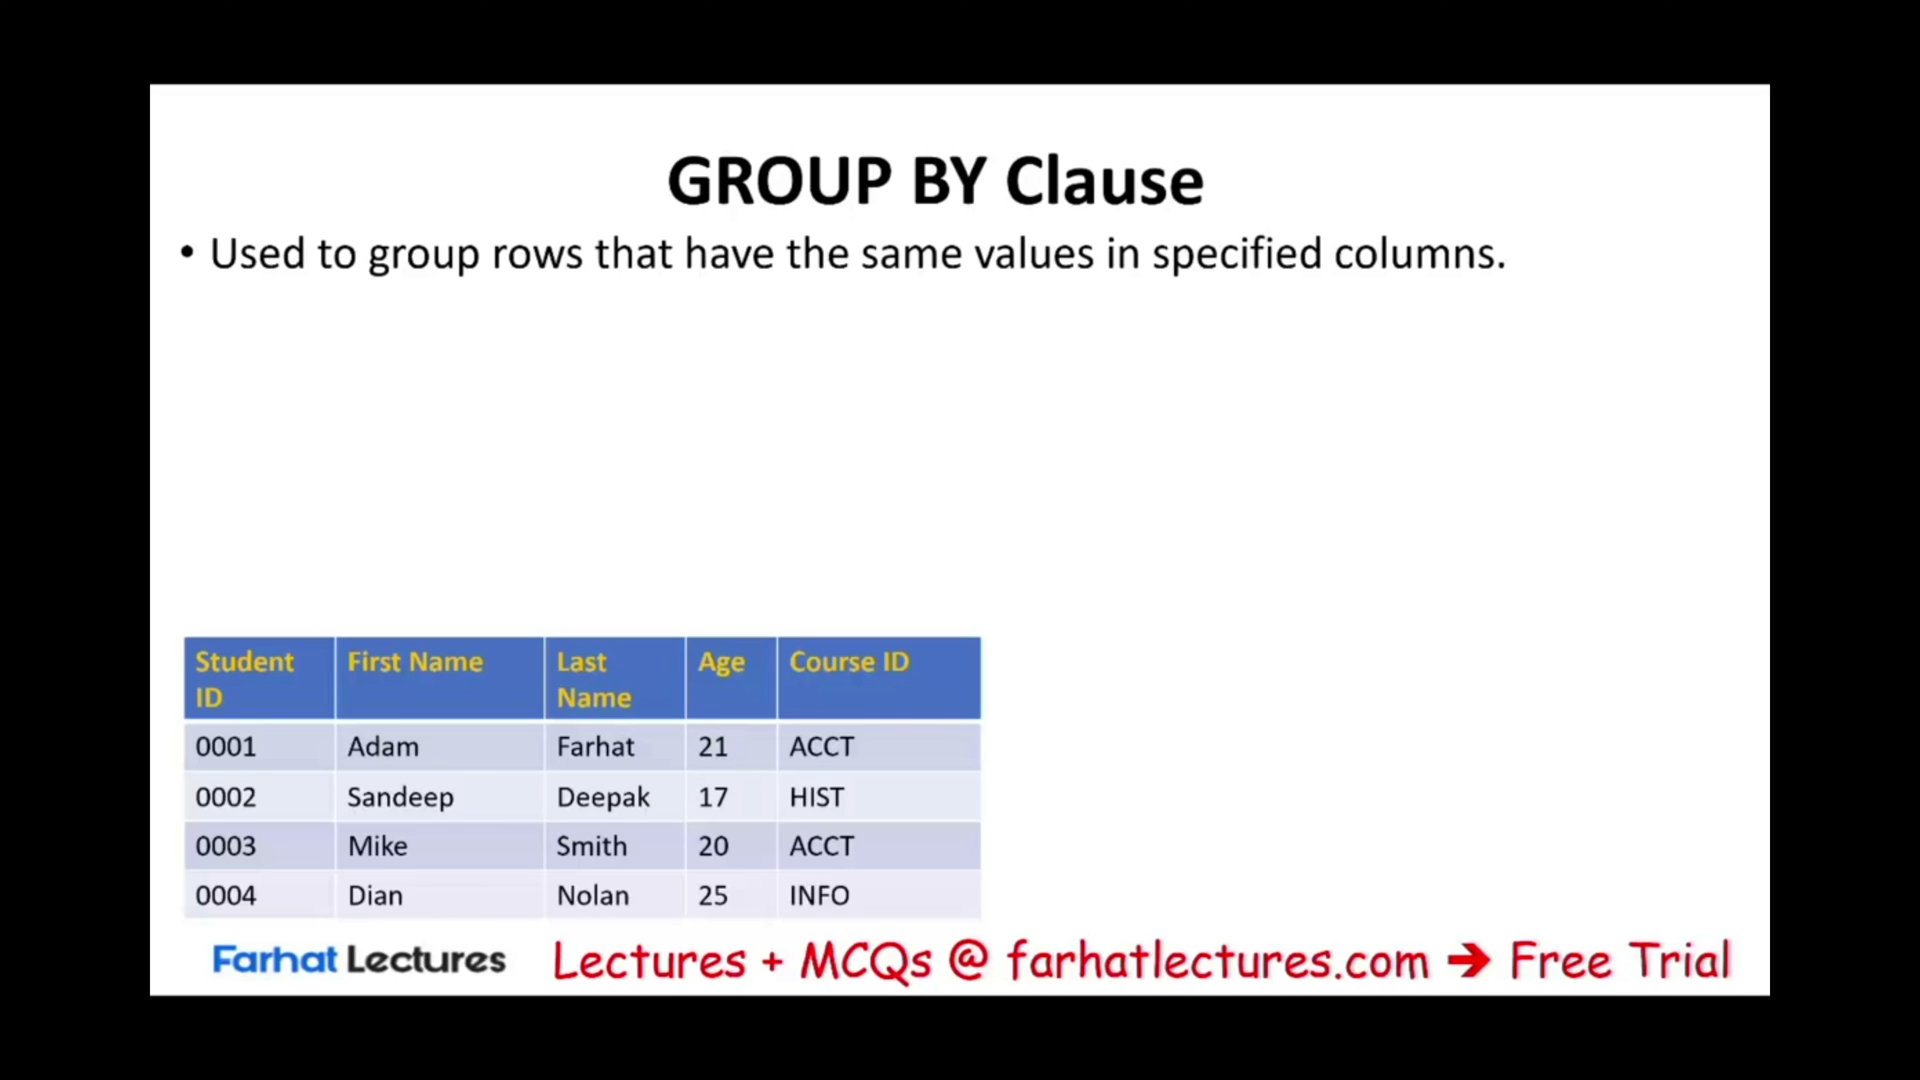 GROUP BY Clause
• Used to group rows that have the same values in specified columns.
Student ID First Name Last Name Age Course ID
0001 Adam Farhat 21 ACCT
0002 Sandeep Deepak 17 HIST
0003 Mike Smith 20 ACCT
0004 Dian Nolan 25 INFO
Farhat Lectures Lectures + MCQs @ farhatlectures.com ➔ Free Trial